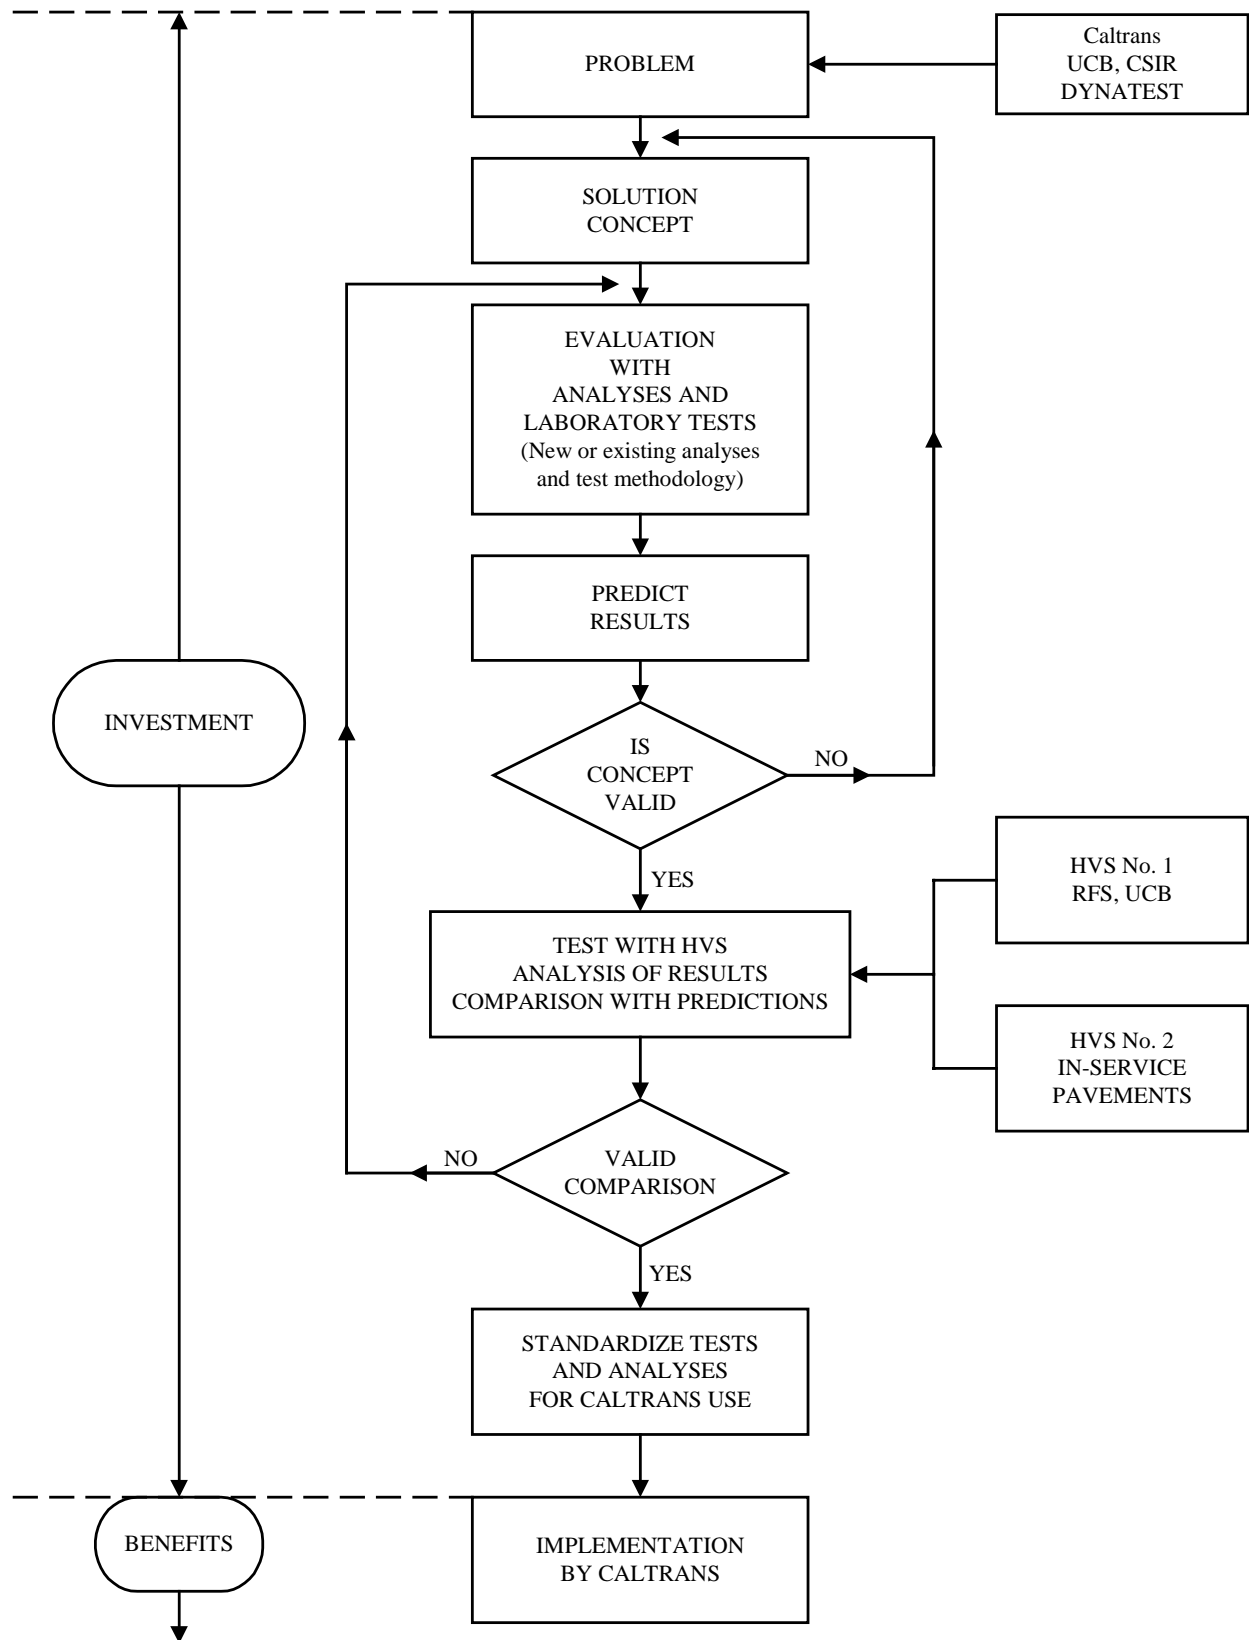 PROBLEM
Caltrans
UCB, CSIR
DYNATEST
SOLUTION
CONCEPT
EVALUATION
WITH
ANALYSES AND
LABORATORY TESTS
(New or existing analyses
and test methodology)
PREDICT
RESULTS
INVESTMENT
IS
CONCEPT
VALID
NO
YES
HVS No. 1
RFS, UCB
TEST WITH HVS
ANALYSIS OF RESULTS
COMPARISON WITH PREDICTIONS
HVS No. 2
IN-SERVICE
PAVEMENTS
NO
VALID
COMPARISON
YES
STANDARDIZE TESTS
AND ANALYSES
FOR CALTRANS USE
BENEFITS
IMPLEMENTATION
BY CALTRANS